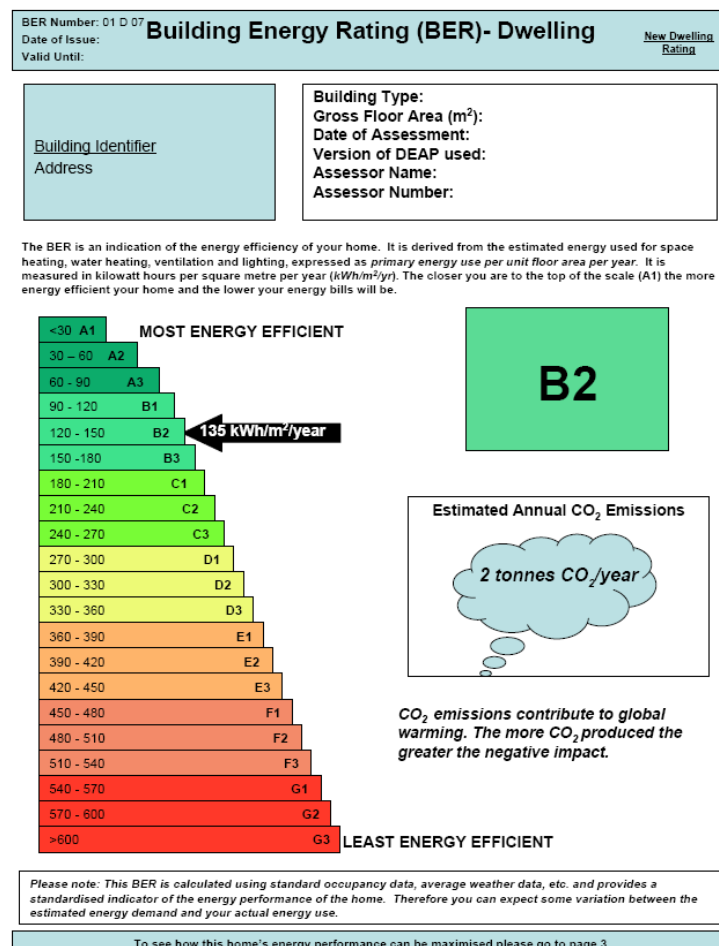 BER Number: 01 D 07
Date of Issue:
Valid Until:
Building Energy Rating (BER)- Dwelling
New Dwelling
Rating
Building Identifier
Address
Building Type:
Gross Floor Area (m²):
Date of Assessment:
Version of DEAP used:
Assessor Name:
Assessor Number:
The BER is an indication of the energy efficiency of your home. It is derived from the estimated energy used for space
heating, water heating, ventilation and lighting, expressed as primary energy use per unit floor area per year. It is
measured in kilowatt hours per square metre per year (kWh/m²/yr). The closer you are to the top of the scale (A1) the more
energy efficient your home and the lower your energy bills will be.
<30 A1 MOST ENERGY EFFICIENT
30 – 60 A2
60 - 90 A3
90 - 120 B1
120 - 150 B2 135 kWh/m²/year
150 -180 B3
180 - 210 C1
210 - 240 C2
240 - 270 C3
270 - 300 D1
300 - 330 D2
330 - 360 D3
360 - 390 E1
390 - 420 E2
420 - 450 E3
450 - 480 F1
480 - 510 F2
510 - 540 F3
540 - 570 G1
570 - 600 G2
>600 G3 LEAST ENERGY EFFICIENT
B2
Estimated Annual CO₂ Emissions
2 tonnes CO₂/year
CO₂ emissions contribute to global
warming. The more CO₂ produced the
greater the negative impact.
Please note: This BER is calculated using standard occupancy data, average weather data, etc. and provides a
standardised indicator of the energy performance of the home. Therefore you can expect some variation between the
estimated energy demand and your actual energy use.
To see how this home's energy performance can be maximised please go to page 3